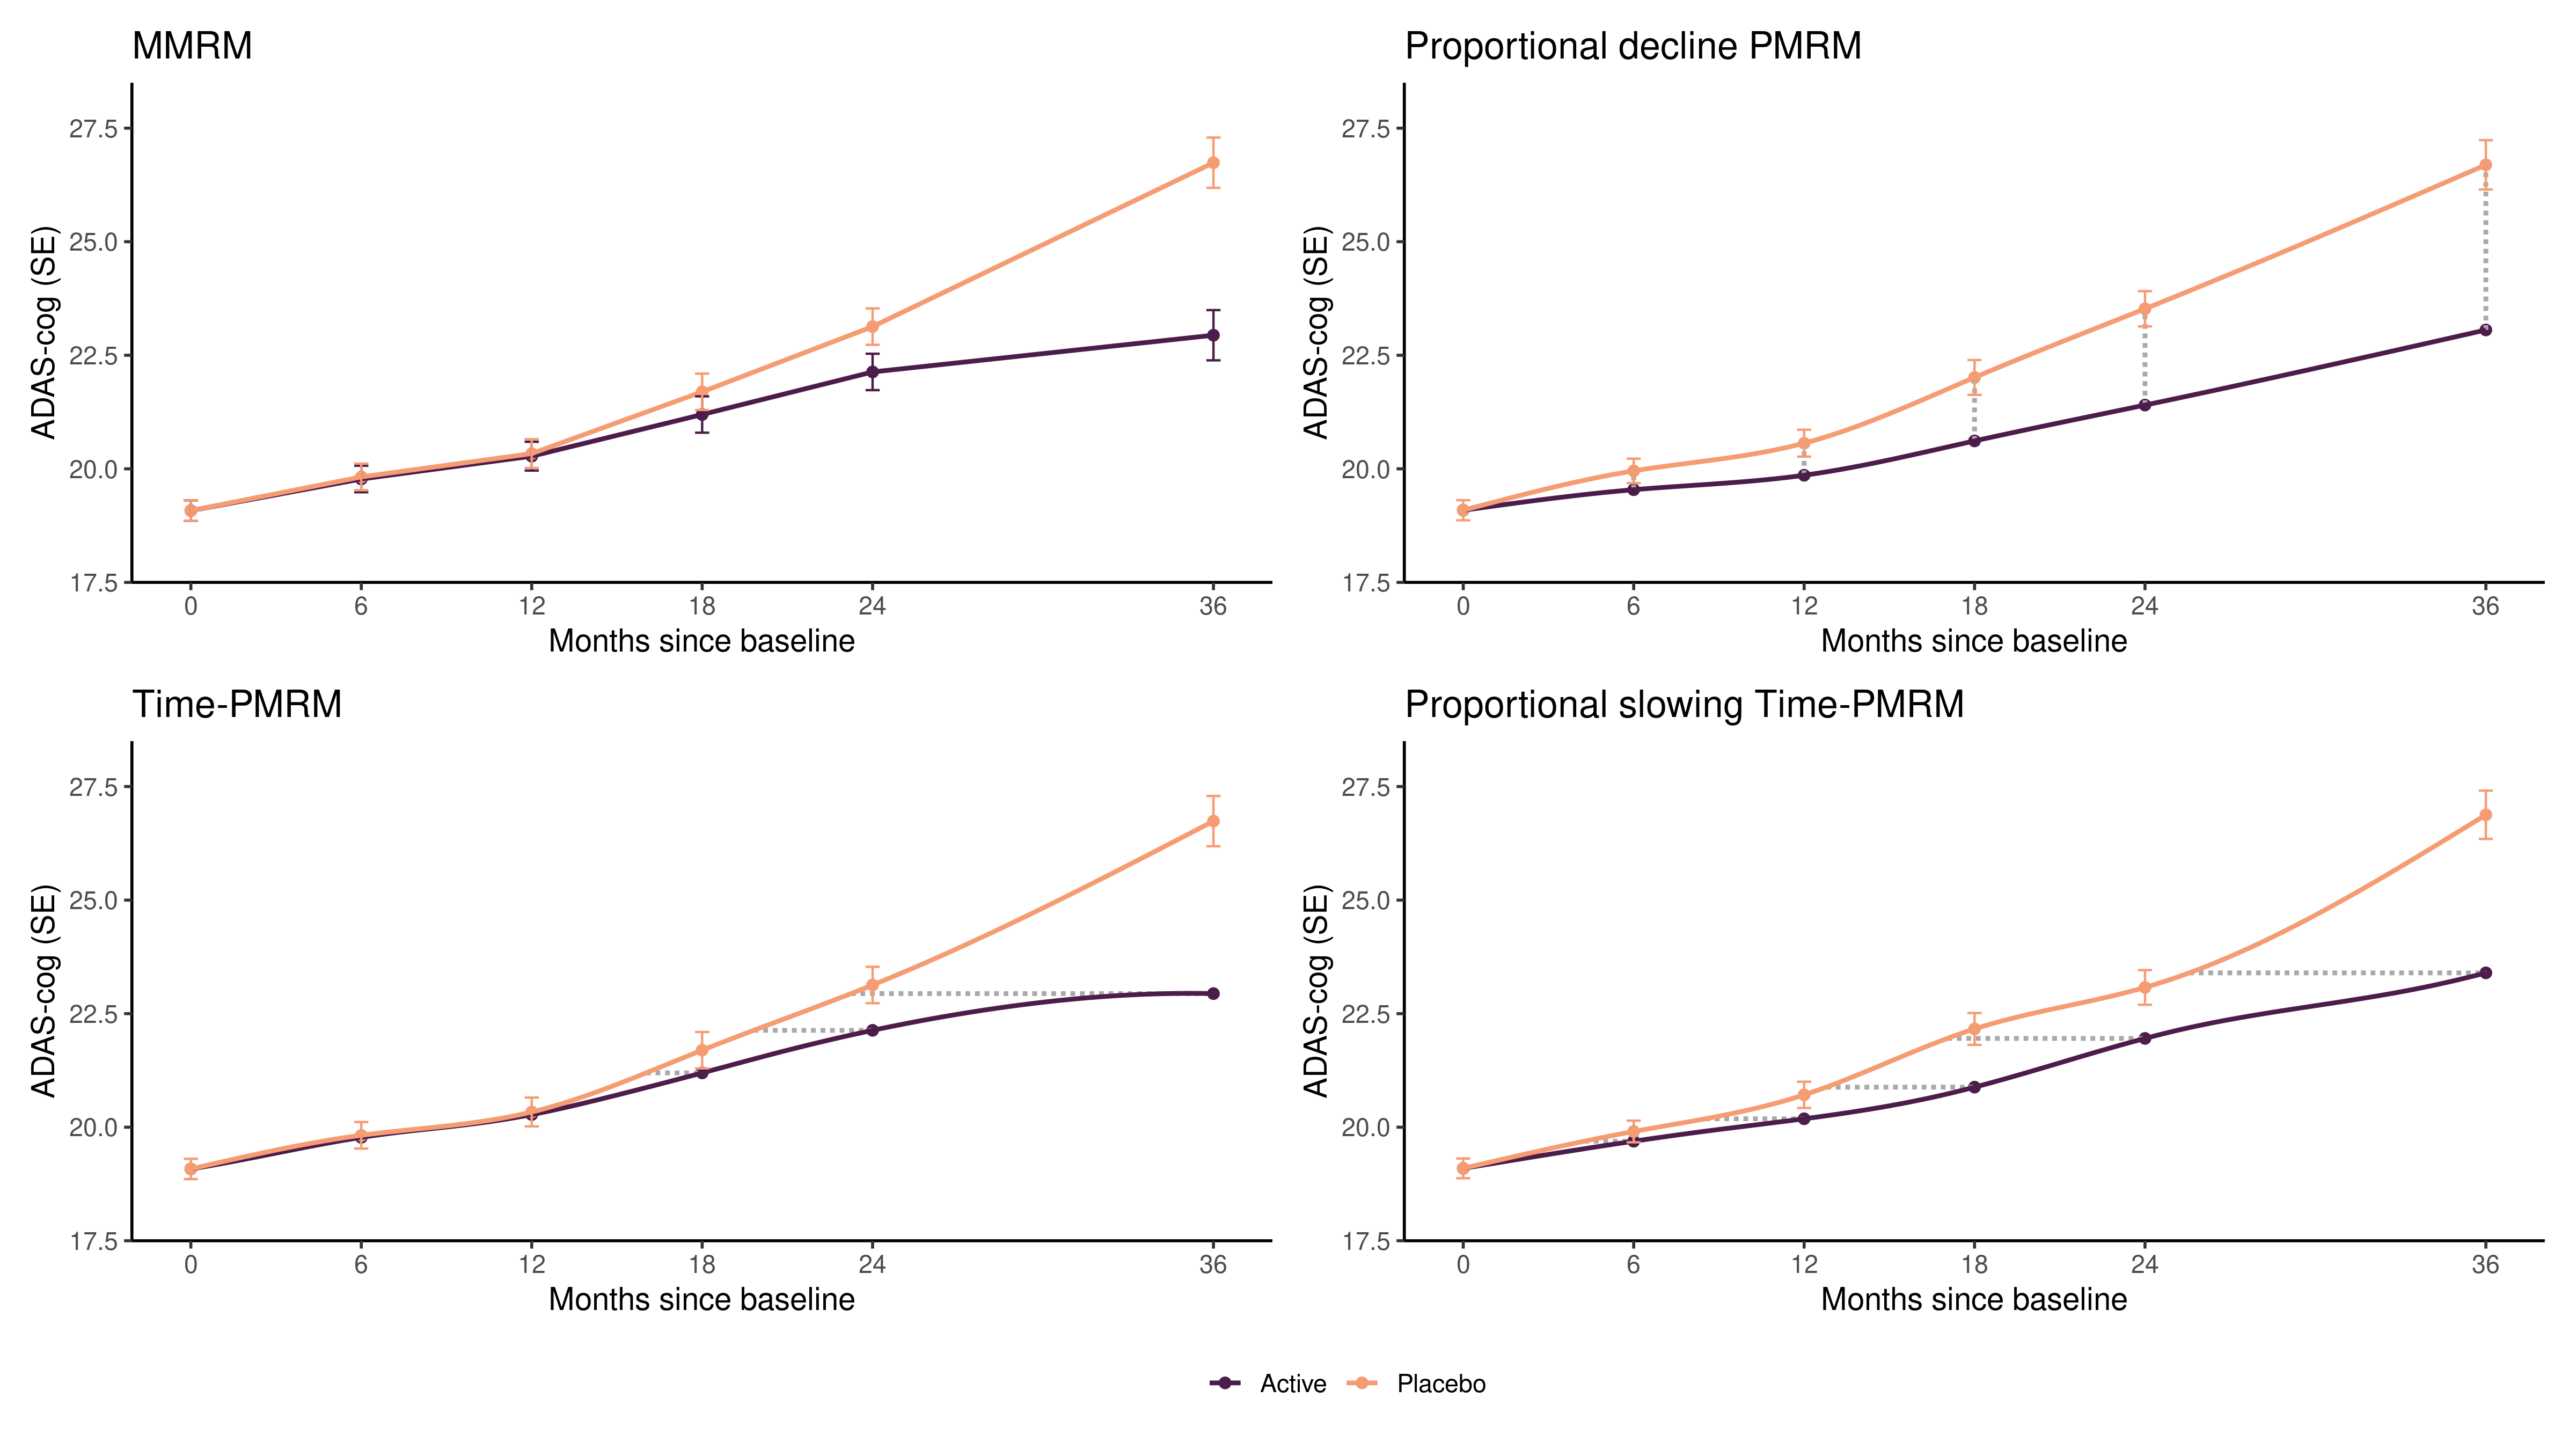 MMRM
ADAS-cog (SE)
27.5
25.0
22.5
20.0
17.5
0 6 12 18 24 36
Months since baseline
Proportional decline PMRM
ADAS-cog (SE)
27.5
25.0
22.5
20.0
17.5
0 6 12 18 24 36
Months since baseline
Time-PMRM
ADAS-cog (SE)
27.5
25.0
22.5
20.0
17.5
0 6 12 18 24 36
Months since baseline
Proportional slowing Time-PMRM
ADAS-cog (SE)
27.5
25.0
22.5
20.0
17.5
0 6 12 18 24 36
Months since baseline
Active Placebo